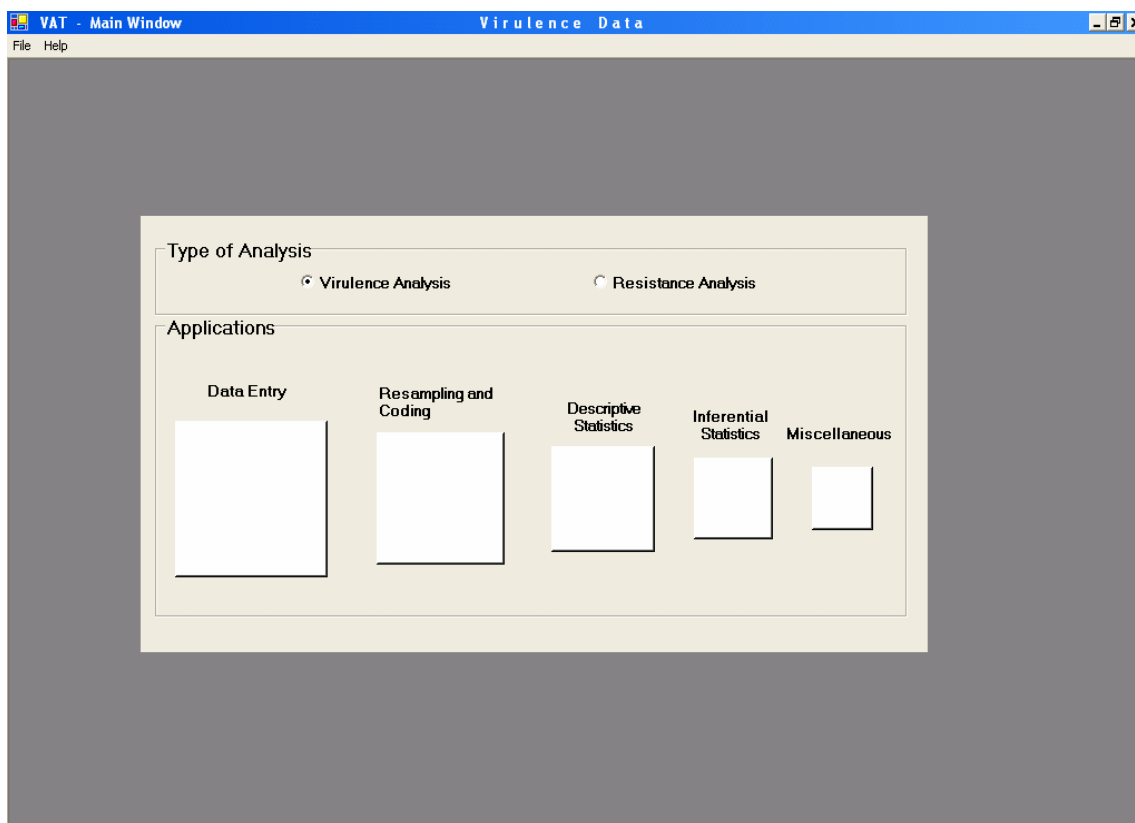 VAT - Main Window
Virulence Data
File Help
Type of Analysis
Virulence Analysis
Resistance Analysis
Applications
Data Entry
Resampling and
Coding
Descriptive
Statistics
Inferential
Statistics
Miscellaneous